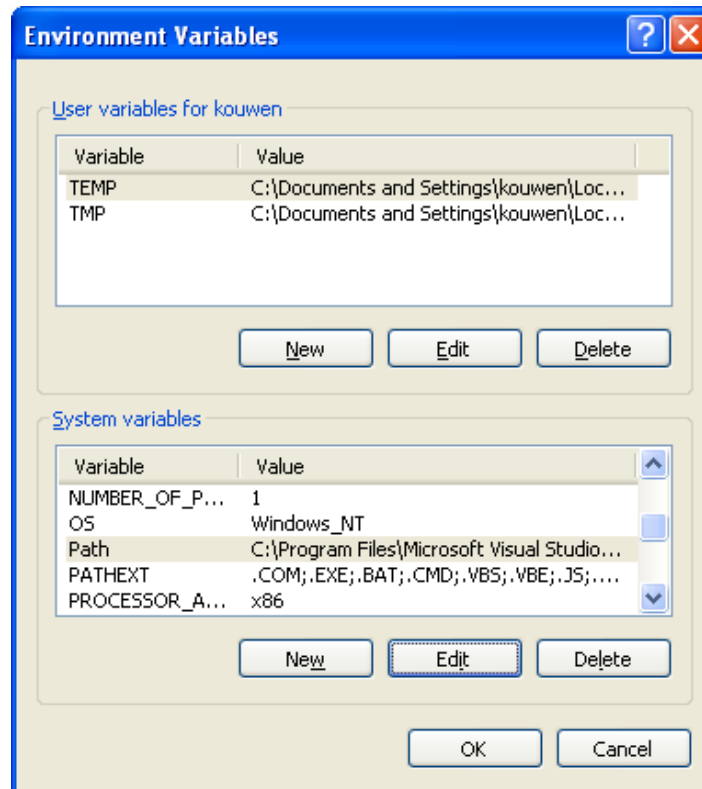 Environment Variables
User variables for kouwen
Variable Value
TEMP C:\Documents and Settings\kouwen\Loc...
TMP C:\Documents and Settings\kouwen\Loc...
New Edit Delete
System variables
Variable Value
NUMBER_OF_P... 1
OS Windows_NT
Path C:\Program Files\Microsoft Visual Studio...
PATHEXT .COM;.EXE;.BAT;.CMD;.VBS;.VBE;.JS;....
PROCESSOR_A... x86
New Edit Delete
OK Cancel